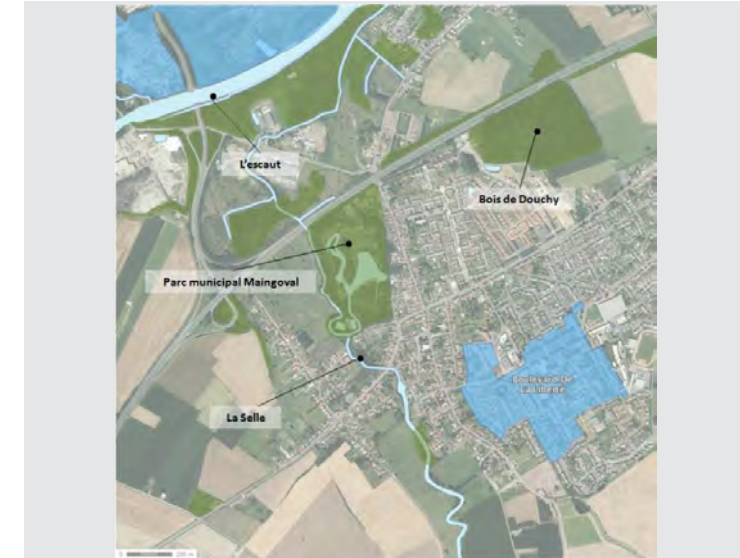 L'escaut
Bois de Douchy
Parc municipal Maingoval
Boulevard De
La Liberté
La Selle